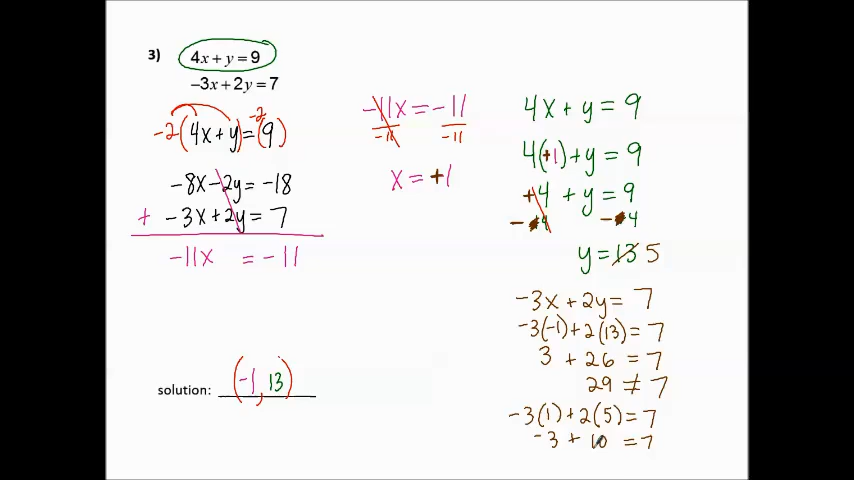 3) 4x + y = 9
-3x + 2y = 7
-2(4x + y) = -2(9)
-8x - 2y = -18
+ -3x + 2y = 7
-11x = -11
solution: (-1, 13)
-11x = -11
-11 -11
x = +1
4x + y = 9
4(+1) + y = 9
+4 + y = 9
- 4 - 4
y = 13 5
-3x + 2y = 7
-3(-1) + 2(13) = 7
3 + 26 = 7
29 ≠ 7
-3(1) + 2(5) = 7
-3 + 10 = 7